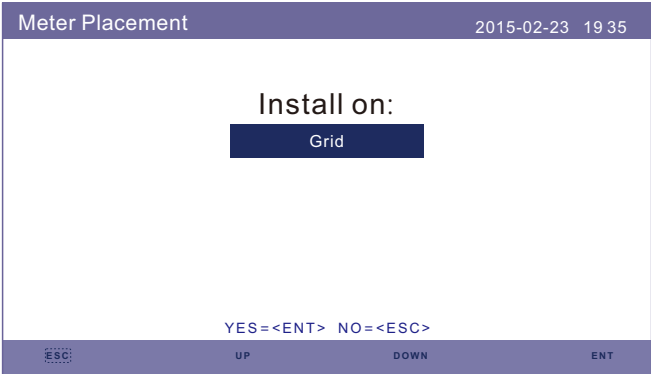 Meter Placement 2015-02-23 19 35
Install on:
Grid
YES=<ENT> NO=<ESC>
ESC UP DOWN ENT